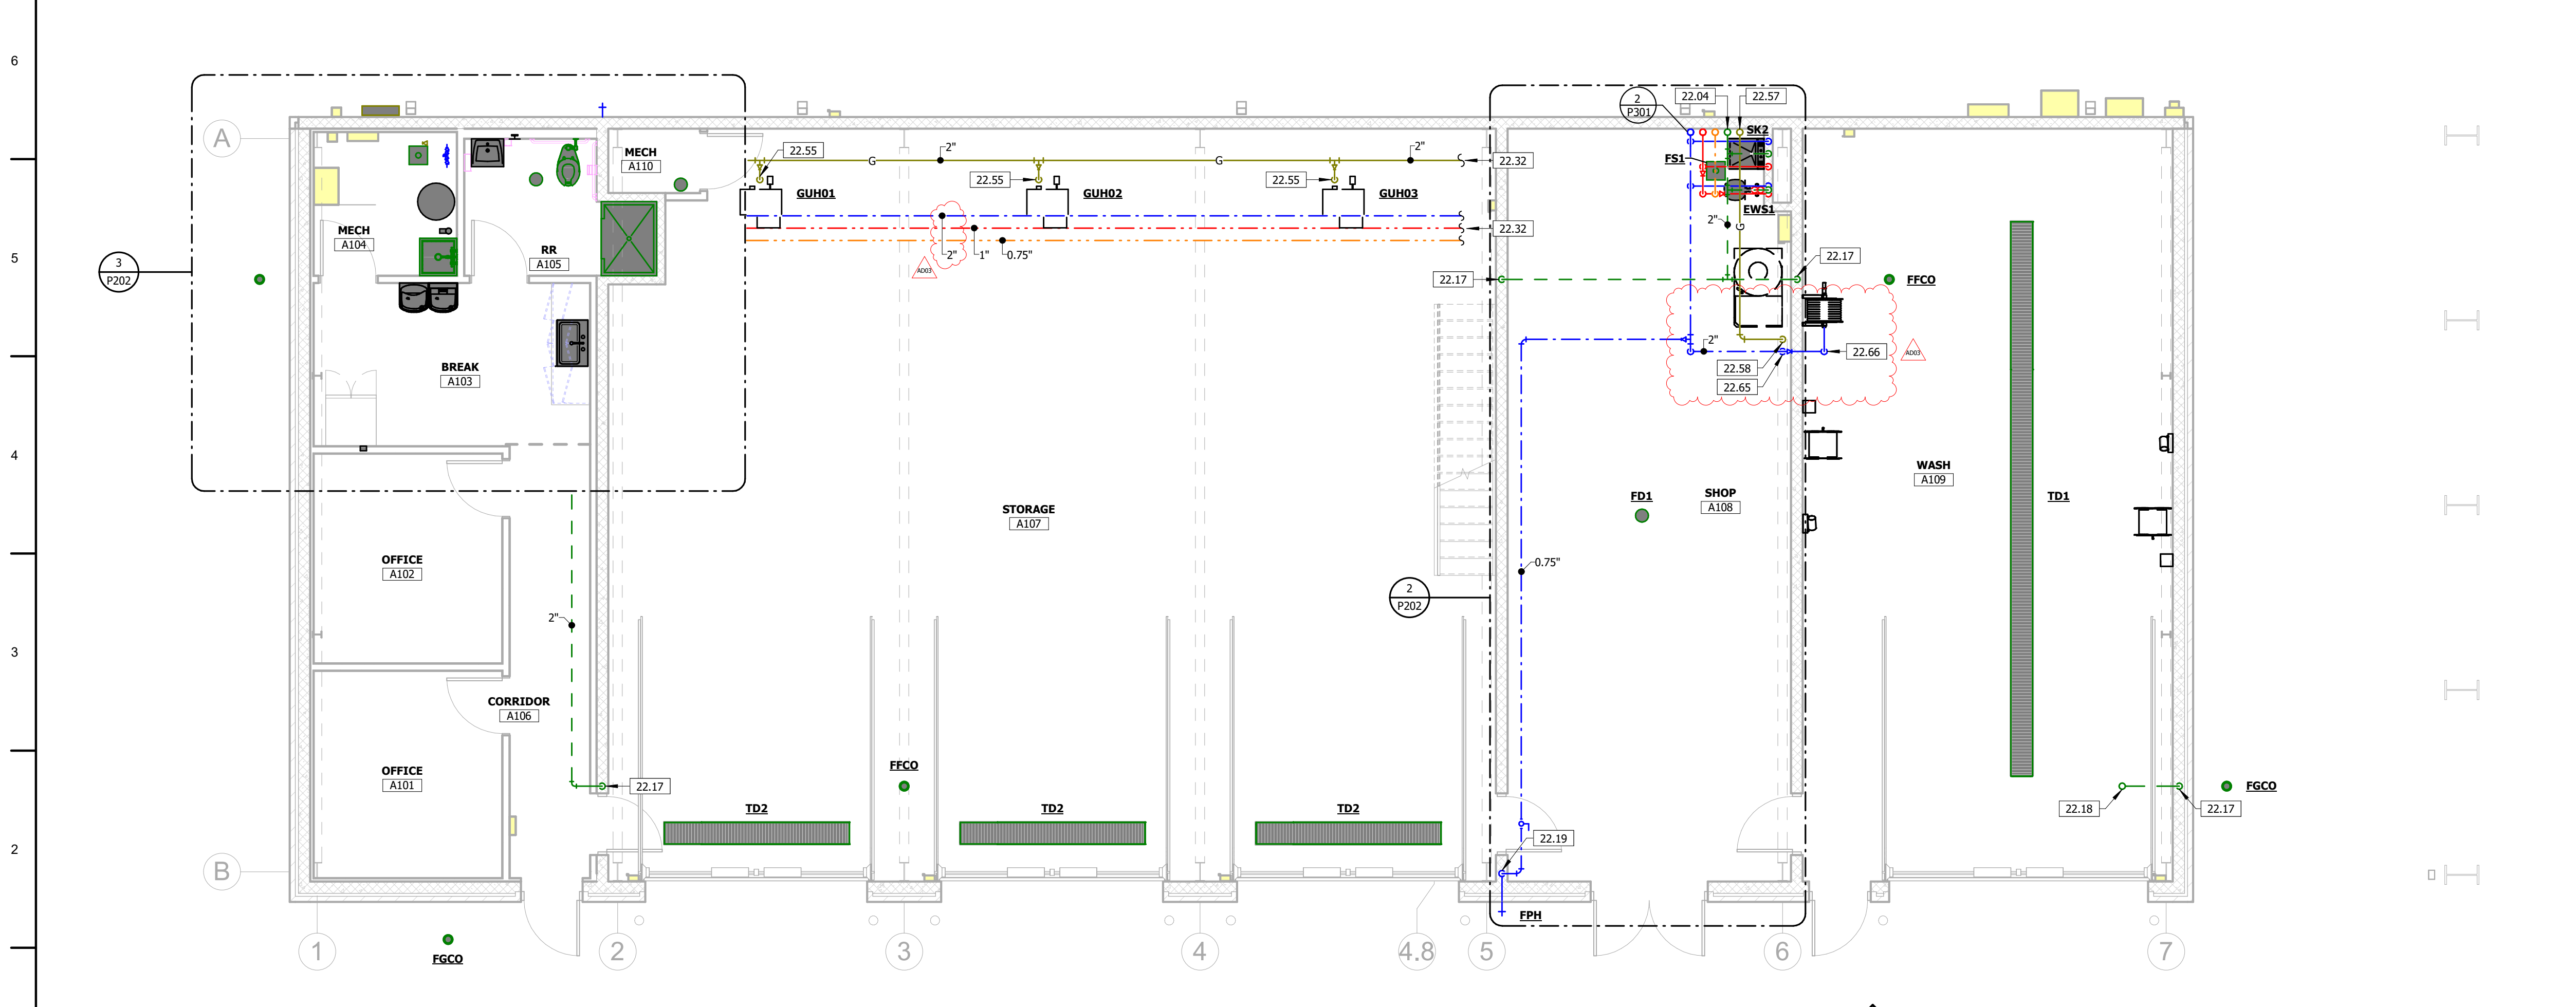 6
2
P301
22.04
22.57
A
MECH
A110
22.55
2"
G
G
2"
SK2
22.32
FS1
22.55
22.55
GUH01
GUH02
GUH03
EWS1
2"
G
MECH
A104
RR
A105
22.32
5
3
P202
2"
1"
0.75"
AD03
22.17
22.17
FFCO
2"
22.66
AD03
22.58
22.65
BREAK
A103
4
WASH
A109
FD1
SHOP
A108
TD1
STORAGE
A107
OFFICE
A102
0.75"
2
P202
2"
3
CORRIDOR
A106
OFFICE
A101
FFCO
22.17
FGCO
TD2
TD2
TD2
22.18
22.17
22.19
2
B
FPH
1
2
3
4
4.8
5
6
7
FGCO